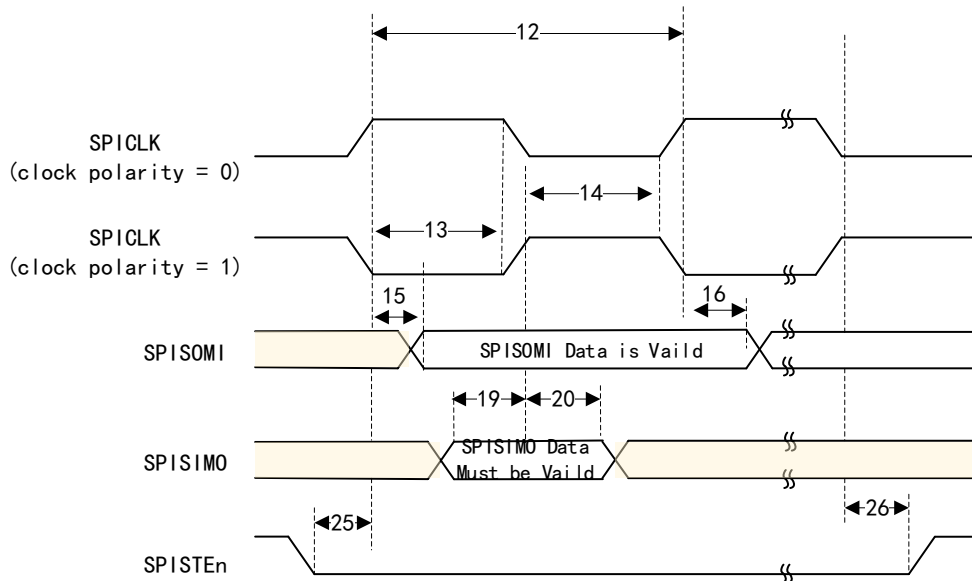 12
SPICLK
(clock polarity = 0)
14
13
SPICLK
(clock polarity = 1)
15
16
SPISOMI
SPISOMI Data is Vaild
19
20
SPISIMO
SPISIMO Data
Must be Vaild
25
26
SPISTEn